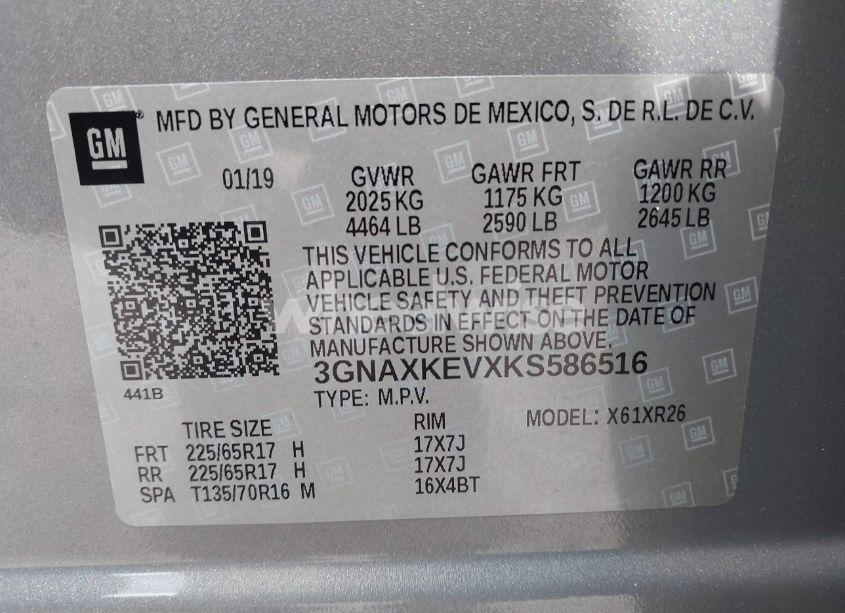 GM® MFD BY GENERAL MOTORS DE MEXICO, S. DE R.L. DE C.V.
01/19 GVWR GAWR FRT GAWR RR
2025 KG 1175 KG 1200 KG
4464 LB 2590 LB 2645 LB
THIS VEHICLE CONFORMS TO ALL
APPLICABLE U.S. FEDERAL MOTOR
VEHICLE SAFETY AND THEFT PREVENTION
STANDARDS IN EFFECT ON THE DATE OF
MANUFACTURE SHOWN ABOVE.
3GNAXKEVXKS586516
441B
TYPE: M.P.V. MODEL: X61XR26
TIRE SIZE RIM
FRT 225/65R17 H 17X7J
RR 225/65R17 H 17X7J
SPA T135/70R16 M 16X4BT